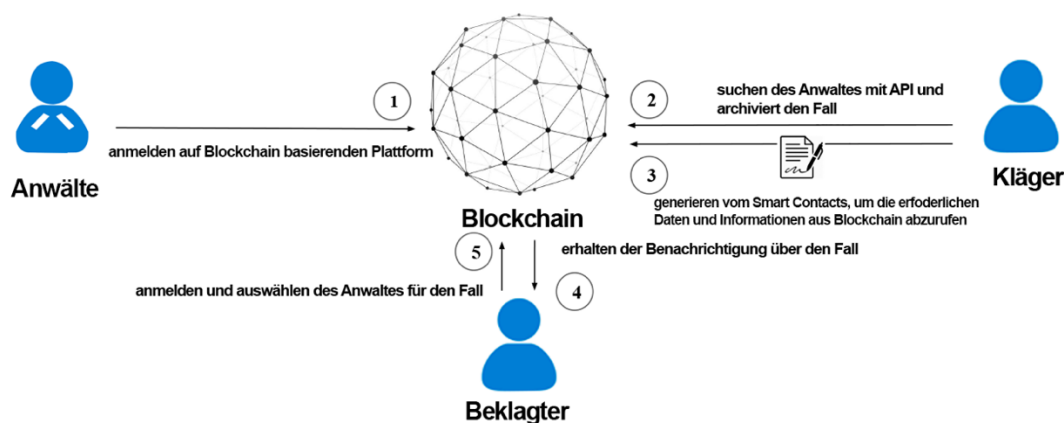 1
anmelden auf Blockchain basierenden Plattform
Anwälte
2
suchen des Anwaltes mit API und
archiviert den Fall
3
generieren vom Smart Contacts, um die erfoderlichen
Daten und Informationen aus Blockchain abzurufen
Kläger
Blockchain
5
erhalten der Benachrichtigung über den Fall
anmelden und auswählen des Anwaltes für den Fall
4
Beklagter